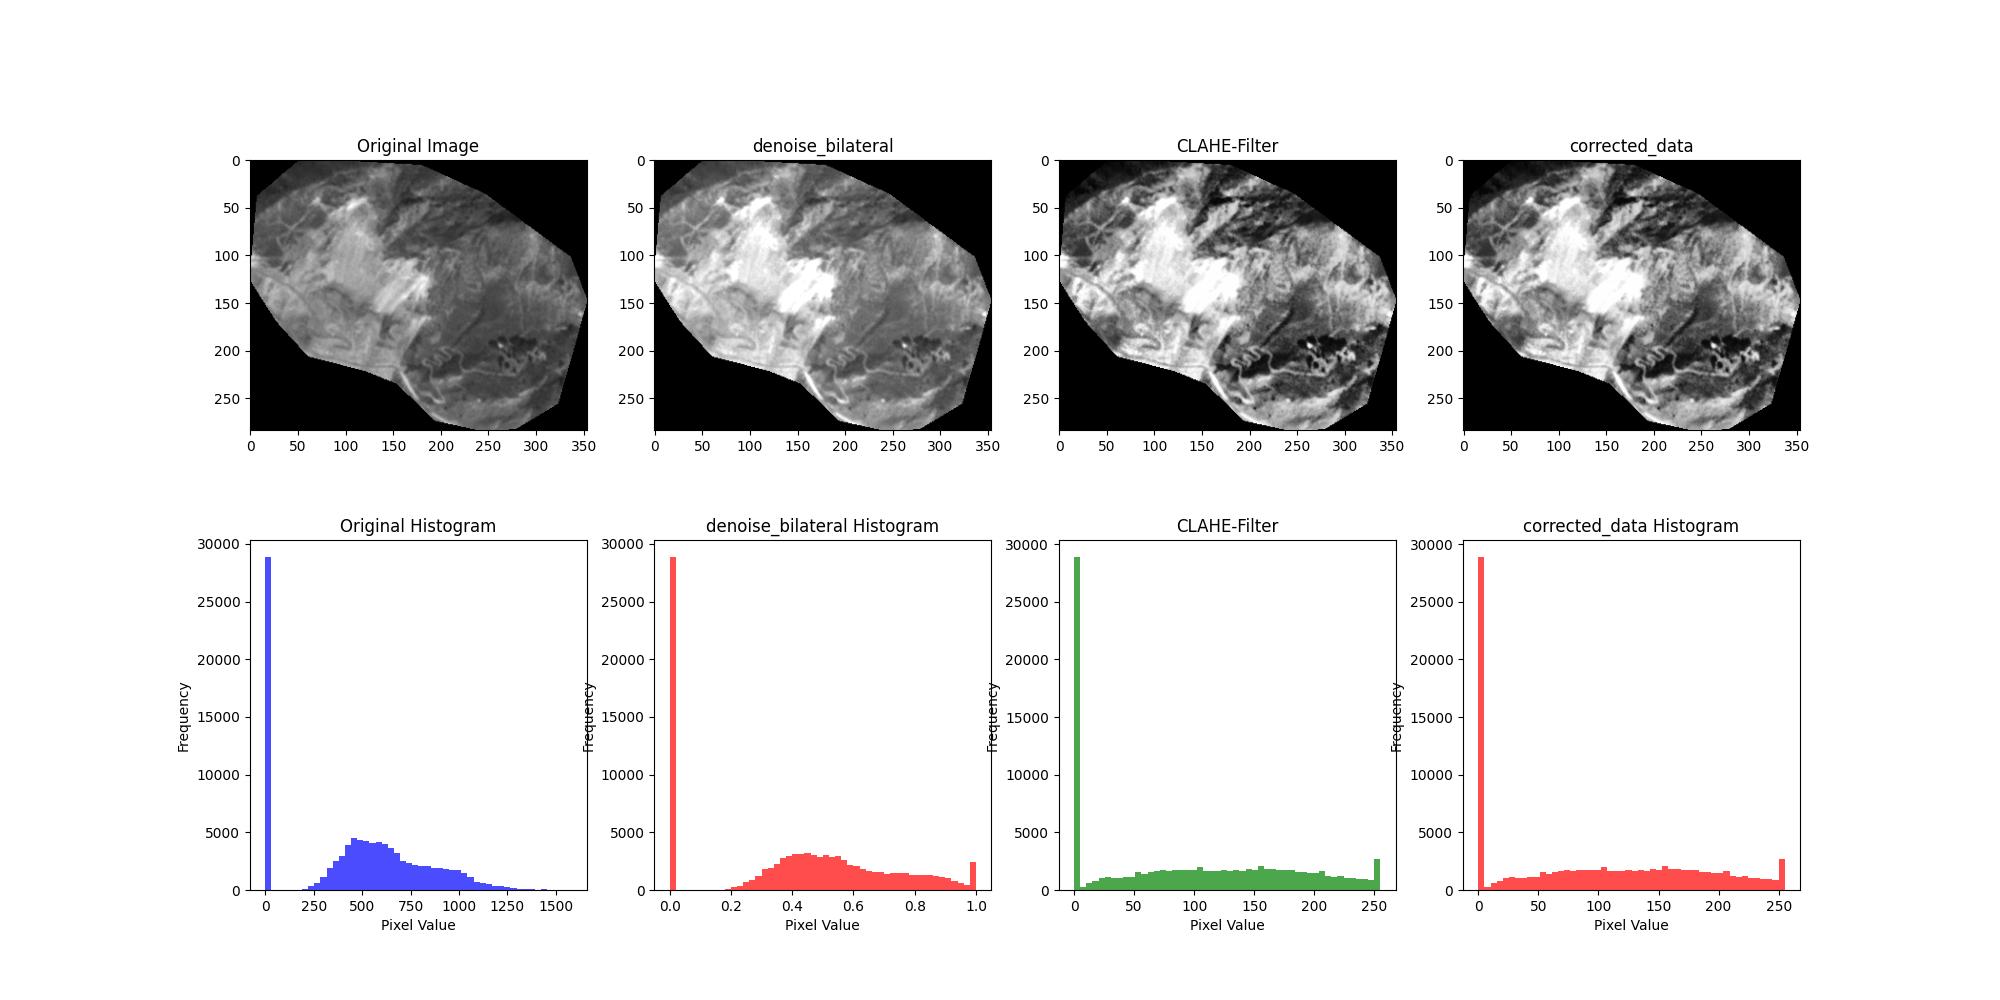 Original Image
denoise_bilateral
CLAHE-Filter
corrected_data
0
50
100
150
200
250
0 50 100 150 200 250 300 350
0
50
100
150
200
250
0 50 100 150 200 250 300 350
0
50
100
150
200
250
0 50 100 150 200 250 300 350
0
50
100
150
200
250
0 50 100 150 200 250 300 350
Original Histogram
denoise_bilateral Histogram
CLAHE-Filter
corrected_data Histogram
30000
25000
20000
15000
10000
5000
0
Frequency
0 250 500 750 1000 1250 1500
Pixel Value
30000
25000
20000
15000
10000
5000
0
Frequency
0.0 0.2 0.4 0.6 0.8 1.0
Pixel Value
30000
25000
20000
15000
10000
5000
0
Frequency
0 50 100 150 200 250
Pixel Value
30000
25000
20000
15000
10000
5000
0
Frequency
0 50 100 150 200 250
Pixel Value